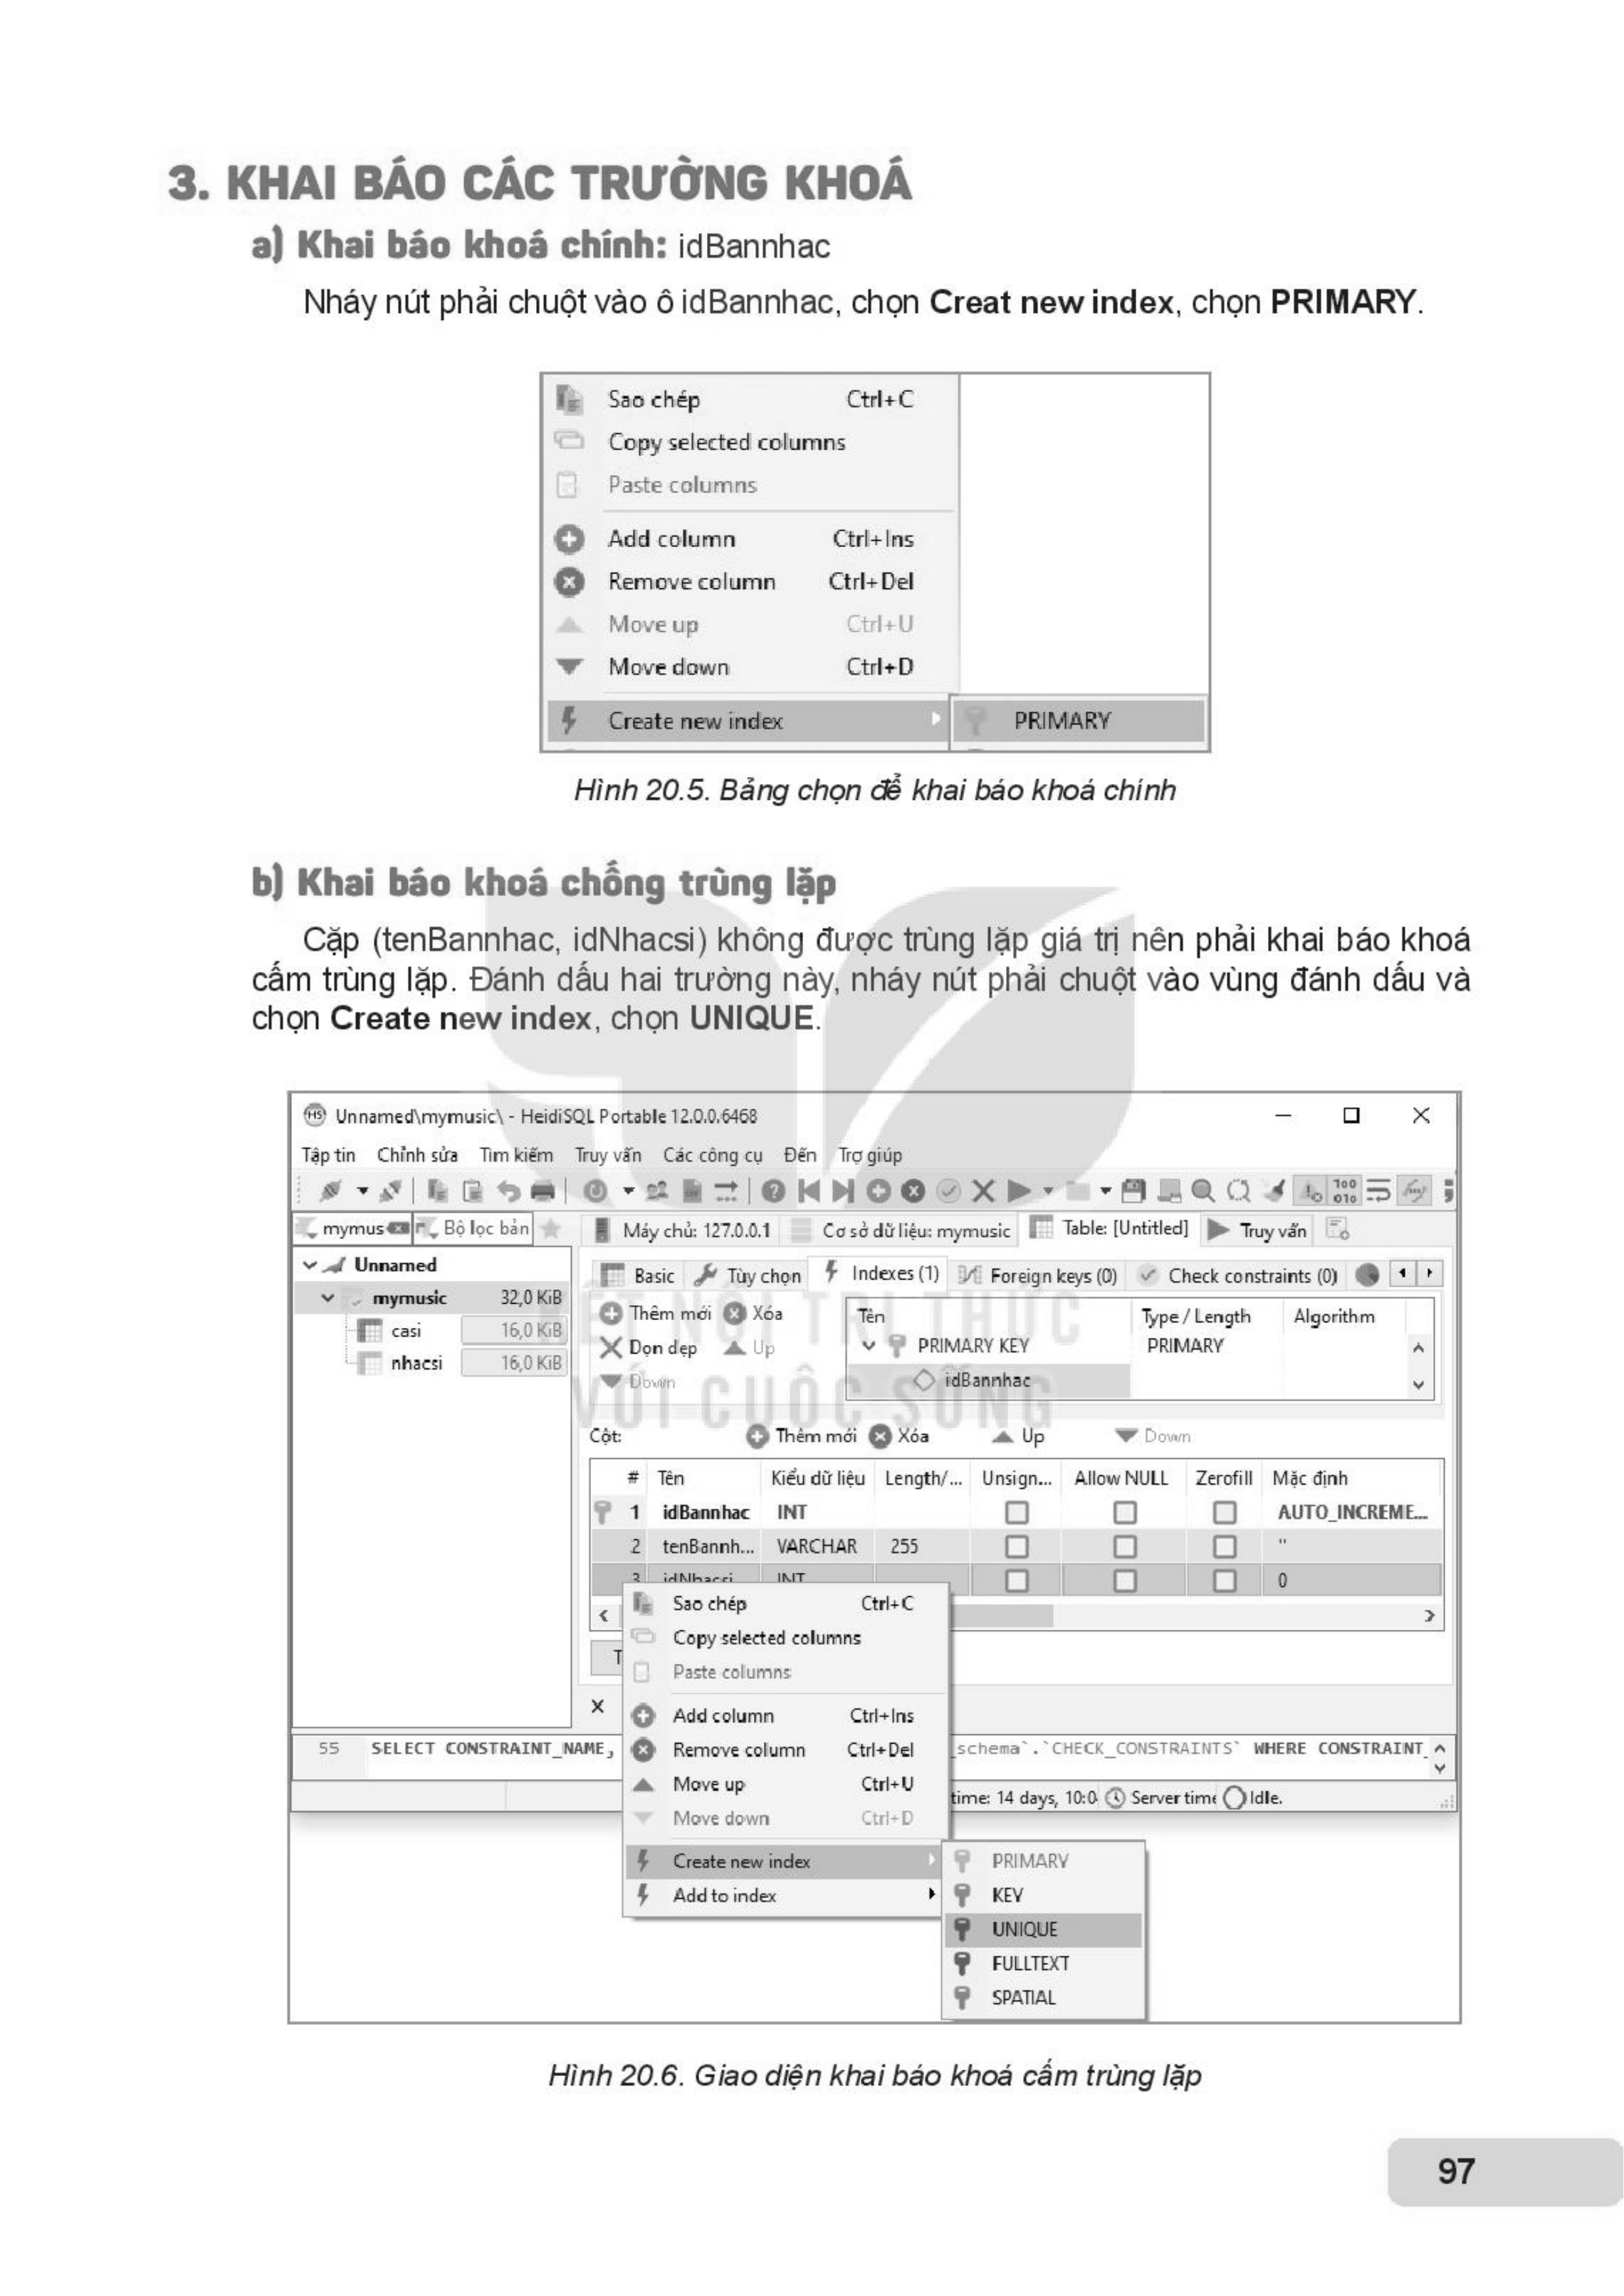 3. KHAI BÁO CÁC TRƯỜNG KHOÁ
a) Khai báo khoá chính: idBannhac
Nháy nút phải chuột vào ô idBannhac, chọn Creat new index, chọn PRIMARY.
Sao chép Ctrl+C
Copy selected columns
Paste columns
Add column Ctrl+Ins
Remove column Ctrl+Del
Move up Ctrl+U
Move down Ctrl+D
Create new index PRIMARY
Hình 20.5. Bảng chọn để khai báo khoá chính
b) Khai báo khoá chống trùng lặp
Cặp (tenBannhac, idNhacsi) không được trùng lặp giá trị nên phải khai báo khoá
cấm trùng lặp. Đánh dấu hai trường này, nháy nút phải chuột vào vùng đánh dấu và
chọn Create new index, chọn UNIQUE.
Unnamed\mymusic\ - HeidiSQL Portable 12.0.0.6468
Tập tin Chỉnh sửa Tìm kiếm Truy vấn Các công cụ Đến Trợ giúp
mymus Bộ lọc bản Máy chủ: 127.0.0.1 Cơ sở dữ liệu: mymusic Table: [Untitled] Truy vấn
Unnamed Basic Tùy chọn Indexes (1) Foreign keys (0) Check constraints (0)
mymusic 32,0 KiB Thêm mới Xóa Tên Type / Length Algorithm
casi 16,0 KiB Dọn dẹp Up PRIMARY KEY PRIMARY
nhacsi 16,0 KiB Down idBannhac
KẾT NỐI TRI THỨC
VỚI CUỘC SỐNG
Cột: Thêm mới Xóa Up Down
# Tên Kiểu dữ liệu Length/... Unsign... Allow NULL Zerofill Mặc định
1 idBannhac INT AUTO_INCREME...
2 tenBannh... VARCHAR 255 ''
3 idNhacsi INT 0
Sao chép Ctrl+C
Copy selected columns
Paste columns
Add column Ctrl+Ins
55 SELECT CONSTRAINT_NAME, Remove column Ctrl+Del _schema`.`CHECK_CONSTRAINTS` WHERE CONSTRAINT_
Move up Ctrl+U time: 14 days, 10:0 Server time Idle.
Move down Ctrl+D
Create new index PRIMARY
Add to index KEY
UNIQUE
FULLTEXT
SPATIAL
Hình 20.6. Giao diện khai báo khoá cấm trùng lặp
97